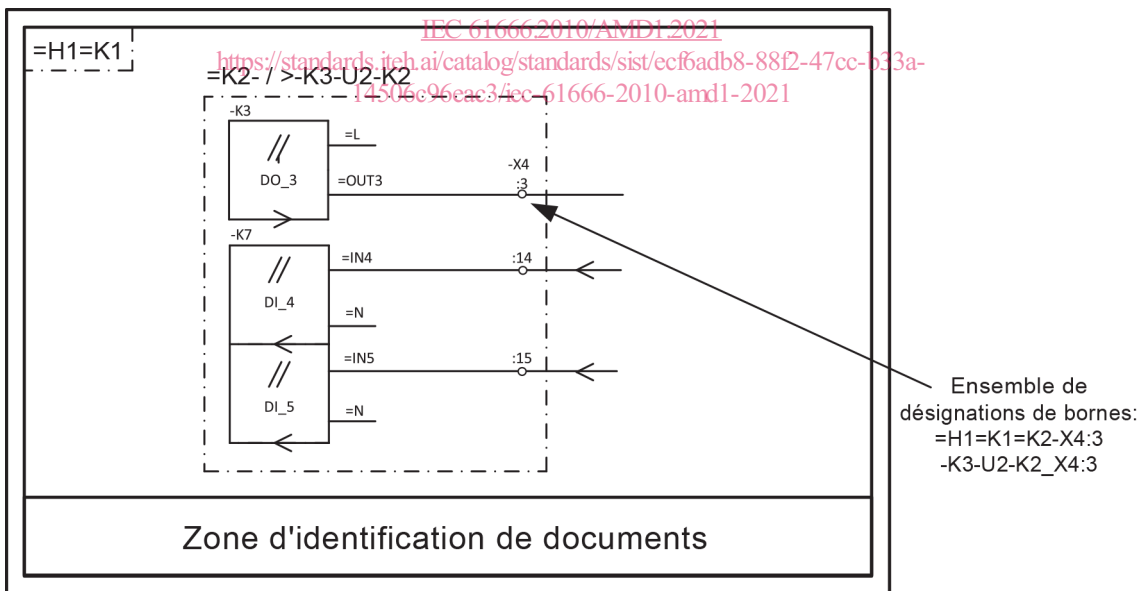 IEC 61666:2010/AMD1:2021
=H1=K1
https://standards.iteh.ai/catalog/standards/sist/ecf6adb8-88f2-47cc-b33a-
=K2- / >-K3-U2-K2
14506c96eac3/iec-61666-2010-amd1-2021
-K3
=L
//
DO_3
=OUT3
-X4
:3
-K7
=IN4
:14
//
DI_4
=N
=IN5
:15
//
DI_5
=N
Ensemble de
désignations de bornes:
=H1=K1=K2-X4:3
-K3-U2-K2_X4:3
Zone d'identification de documents